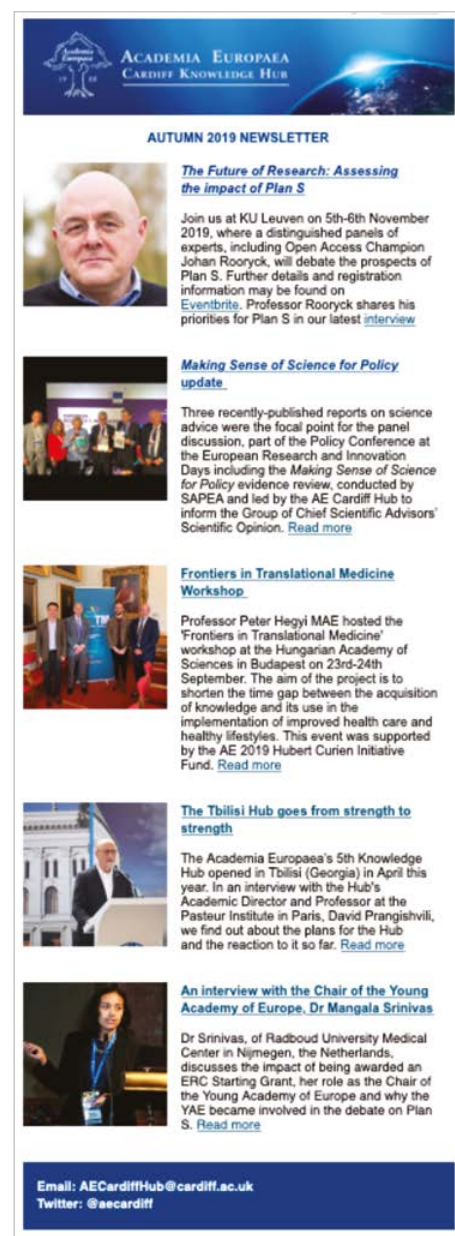 ACADEMIA EUROPAEA
CARDIFF KNOWLEDGE HUB
AUTUMN 2019 NEWSLETTER
The Future of Research: Assessing
the impact of Plan S
Join us at KU Leuven on 5th-6th November
2019, where a distinguished panels of
experts, including Open Access Champion
Johan Rooryck, will debate the prospects of
Plan S. Further details and registration
information may be found on
Eventbrite. Professor Rooryck shares his
priorities for Plan S in our latest interview
Making Sense of Science for Policy
update
Three recently-published reports on science
advice were the focal point for the panel
discussion, part of the Policy Conference at
the European Research and Innovation
Days including the Making Sense of Science
for Policy evidence review, conducted by
SAPEA and led by the AE Cardiff Hub to
inform the Group of Chief Scientific Advisors'
Scientific Opinion. Read more
Frontiers in Translational Medicine
Workshop
Professor Peter Hegyi MAE hosted the
'Frontiers in Translational Medicine'
workshop at the Hungarian Academy of
Sciences in Budapest on 23rd-24th
September. The aim of the project is to
shorten the time gap between the acquisition
of knowledge and its use in the
implementation of improved health care and
healthy lifestyles. This event was supported
by the AE 2019 Hubert Curien Initiative
Fund. Read more
The Tbilisi Hub goes from strength to
strength
The Academia Europaea's 5th Knowledge
Hub opened in Tbilisi (Georgia) in April this
year. In an interview with the Hub's
Academic Director and Professor at the
Pasteur Institute in Paris, David Prangishvili,
we find out about the plans for the Hub
and the reaction to it so far. Read more
An interview with the Chair of the Young
Academy of Europe, Dr Mangala Srinivas
Dr Srinivas, of Radboud University Medical
Center in Nijmegen, the Netherlands,
discusses the impact of being awarded an
ERC Starting Grant, her role as the Chair of
the Young Academy of Europe and why the
YAE became involved in the debate on Plan
S. Read more
Email: AECardiffHub@cardiff.ac.uk
Twitter: @aecardiff